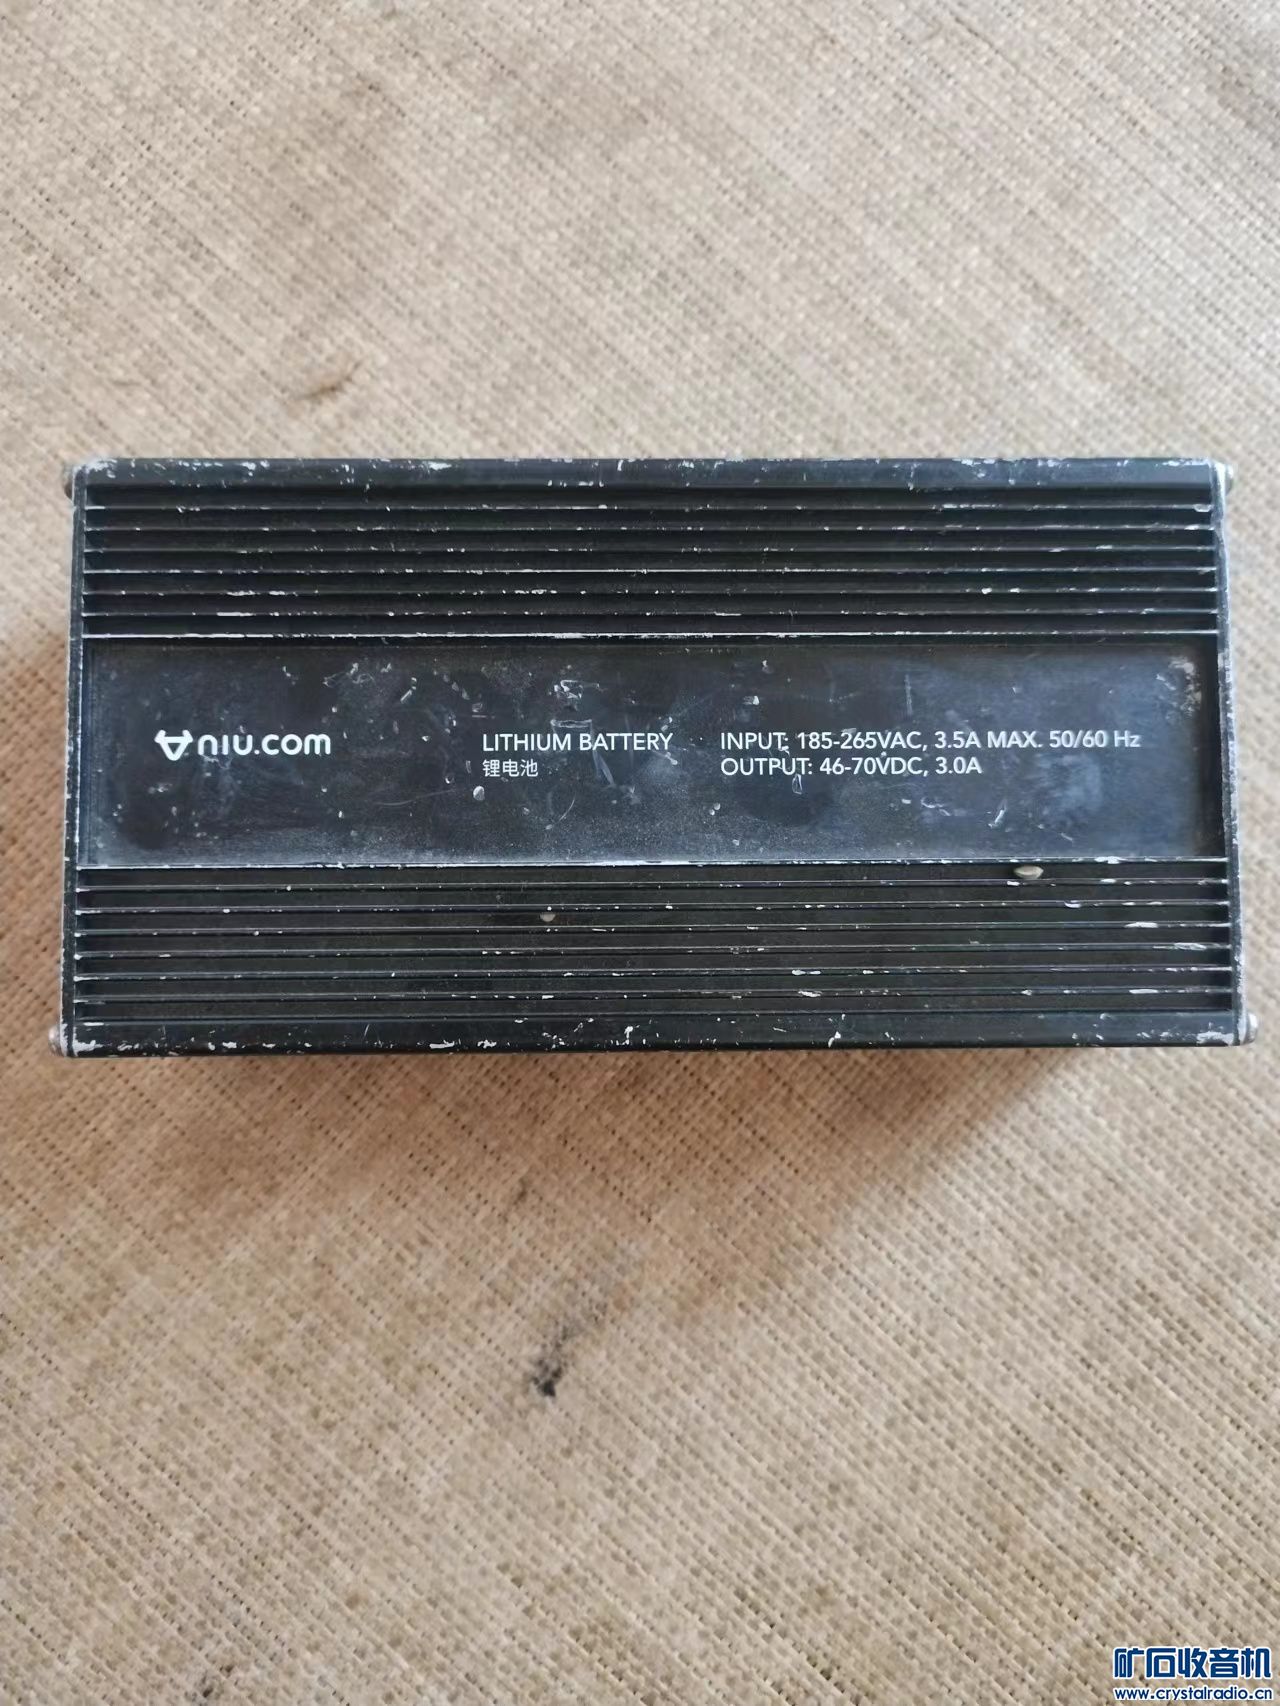 niu.com
LITHIUM BATTERY
锂电池
INPUT: 185-265VAC, 3.5A MAX. 50/60 Hz
OUTPUT: 46-70VDC, 3.0A
矿石收音机
www.crystalradio.cn